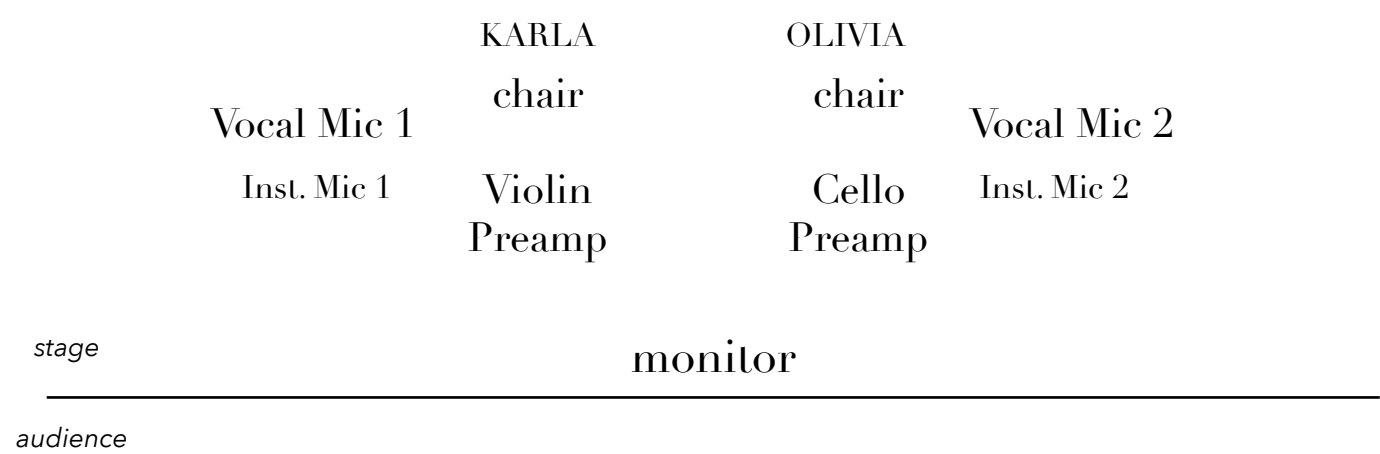 KARLA
OLIVIA
chair
chair
Vocal Mic 1
Vocal Mic 2
Inst. Mic 1
Violin
Preamp
Cello
Preamp
Inst. Mic 2
stage
monitor
audience